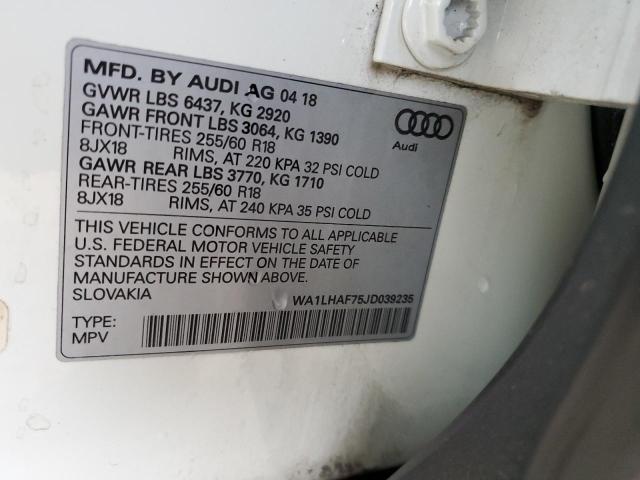 MFD. BY AUDI AG 04 18
GVWR LBS 6437, KG 2920
GAWR FRONT LBS 3064, KG 1390
FRONT-TIRES 255/60 R18
8JX18 RIMS, AT 220 KPA 32 PSI COLD
GAWR REAR LBS 3770, KG 1710
REAR-TIRES 255/60 R18
8JX18 RIMS, AT 240 KPA 35 PSI COLD
Audi
THIS VEHICLE CONFORMS TO ALL APPLICABLE
U.S. FEDERAL MOTOR VEHICLE SAFETY
STANDARDS IN EFFECT ON THE DATE OF
MANUFACTURE SHOWN ABOVE.
SLOVAKIA WA1LHAF75JD039235
TYPE:
MPV